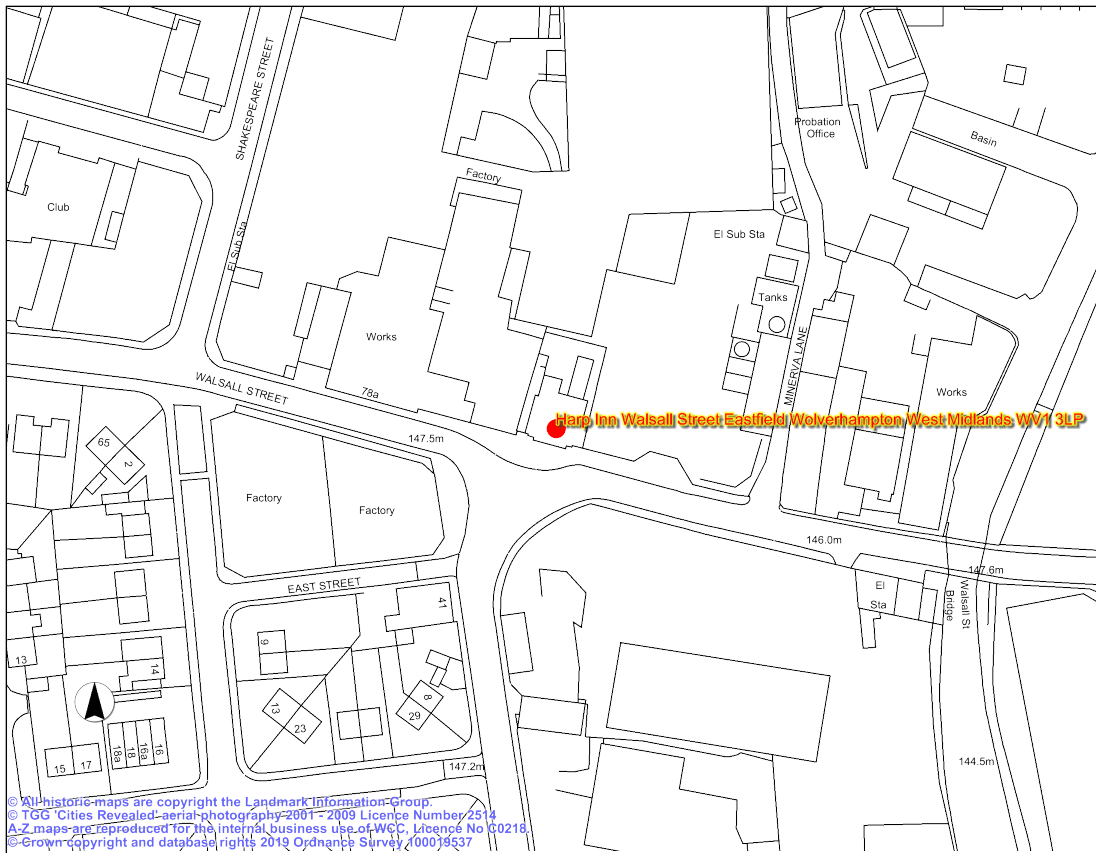 SHAKESPEARE STREET
Probation
Office
Basin
Factory
Club
El Sub Sta
El Sub Sta
Tanks
Works
MINERVA LANE
WALSALL STREET
78a
Works
Harp Inn Walsall Street Eastfield Wolverhampton West Midlands WV1 3LP
147.5m
65
2
Factory
Factory
146.0m
147.6m
EAST STREET
El
Sta
Walsall St
Bridge
41
9
13
14
8
13
29
23
18a
18
16a
16
15
17
147.2m
144.5m
© All historic maps are copyright the Landmark Information Group.
© TGG 'Cities Revealed' aerial photography 2001 - 2009 Licence Number 2514
A-Z maps are reproduced for the internal business use of WCC, Licence No C0218.
© Crown copyright and database rights 2019 Ordnance Survey 100019537